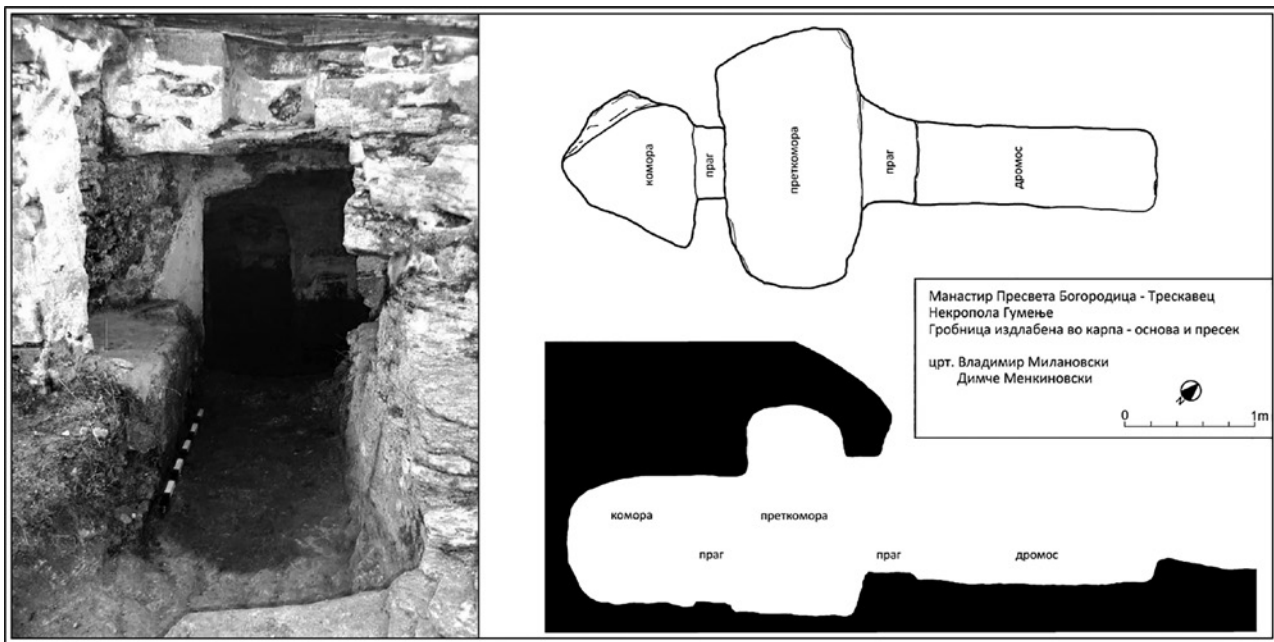 комора
праг
преткомора
праг
дромос
Манастир Пресвета Богородица - Трескавец
Некропола Гумење
Гробница издлабена во карпа - основа и пресек
црт. Владимир Милановски
Димче Менкиновски
0 1m
комора
преткомора
праг
праг
дромос